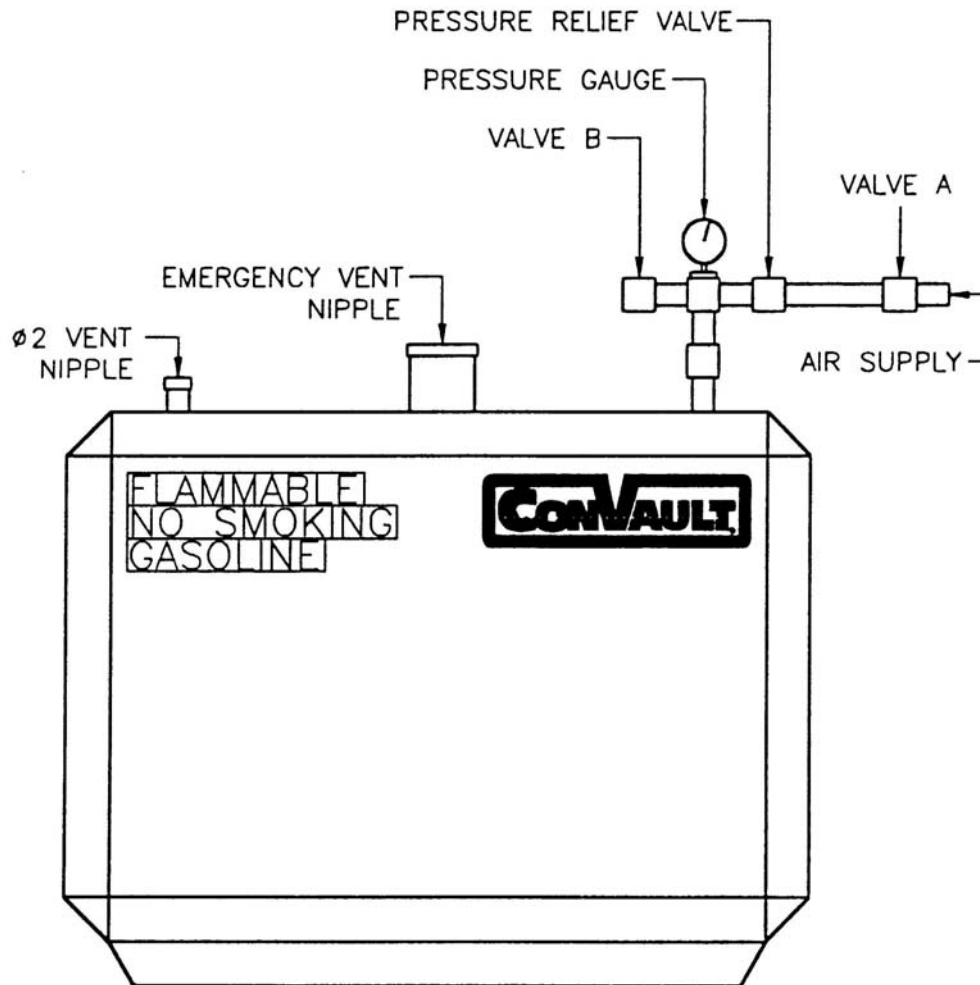 PRESSURE RELIEF VALVE
PRESSURE GAUGE
VALVE B
VALVE A
EMERGENCY VENT
NIPPLE
ø2 VENT
NIPPLE
AIR SUPPLY
FLAMMABLE
NO SMOKING
GASOLINE
CONVAULT